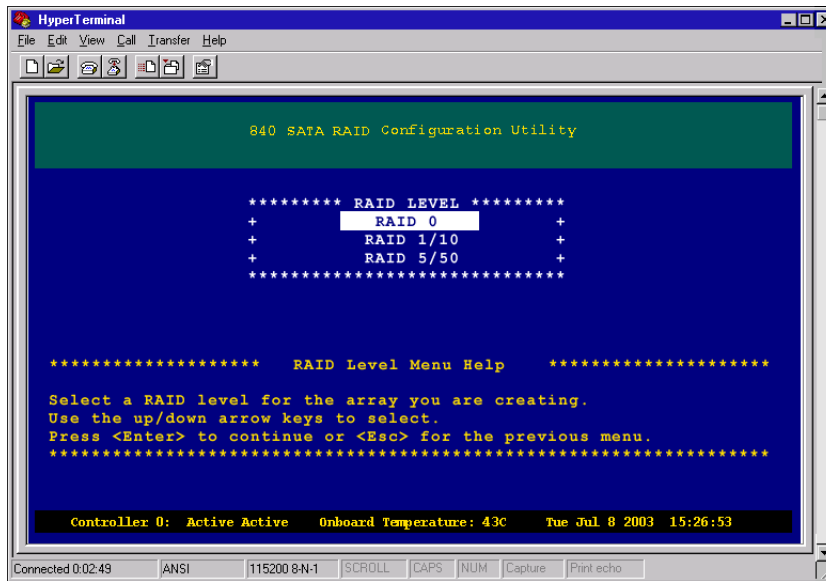 HyperTerminal
File Edit View Call Transfer Help
840 SATA RAID Configuration Utility
********* RAID LEVEL *********
+ RAID 0 +
+ RAID 1/10 +
+ RAID 5/50 +
******************************
******************** RAID Level Menu Help *********************
Select a RAID level for the array you are creating.
Use the up/down arrow keys to select.
Press <Enter> to continue or <Esc> for the previous menu.
********************************************************************
Controller 0: Active Active Onboard Temperature: 43C Tue Jul 8 2003 15:26:53
Connected 0:02:49 ANSI 115200 8-N-1 SCROLL CAPS NUM Capture Print echo